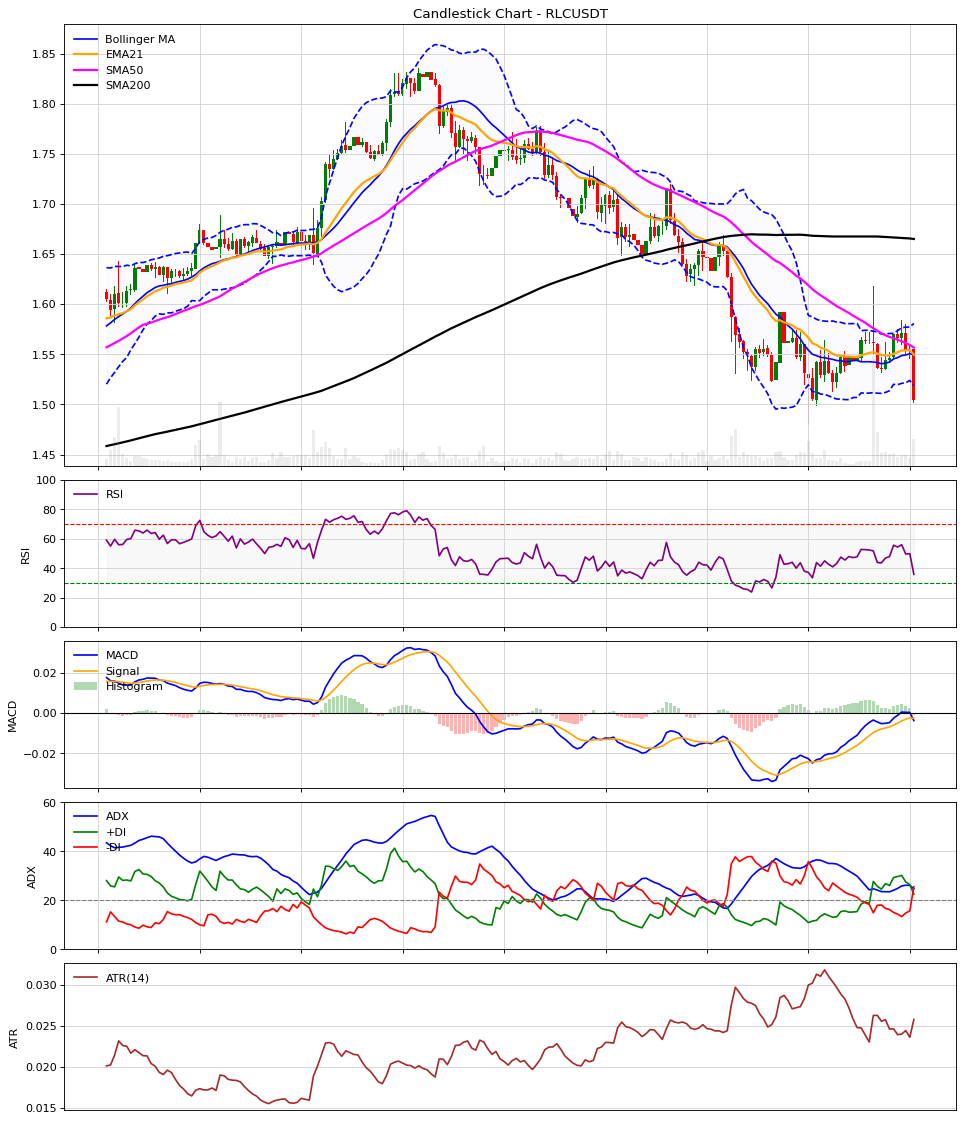 Candlestick Chart - RLCUSDT
Bollinger MA
EMA21
SMA50
SMA200
1.85
1.80
1.75
1.70
1.65
1.60
1.55
1.50
1.45
RSI
RSI
100
80
60
40
20
0
MACD
MACD
Signal
Histogram
0.02
0.00
−0.02
ADX
ADX
+DI
-DI
60
40
20
0
ATR
ATR(14)
0.030
0.025
0.020
0.015